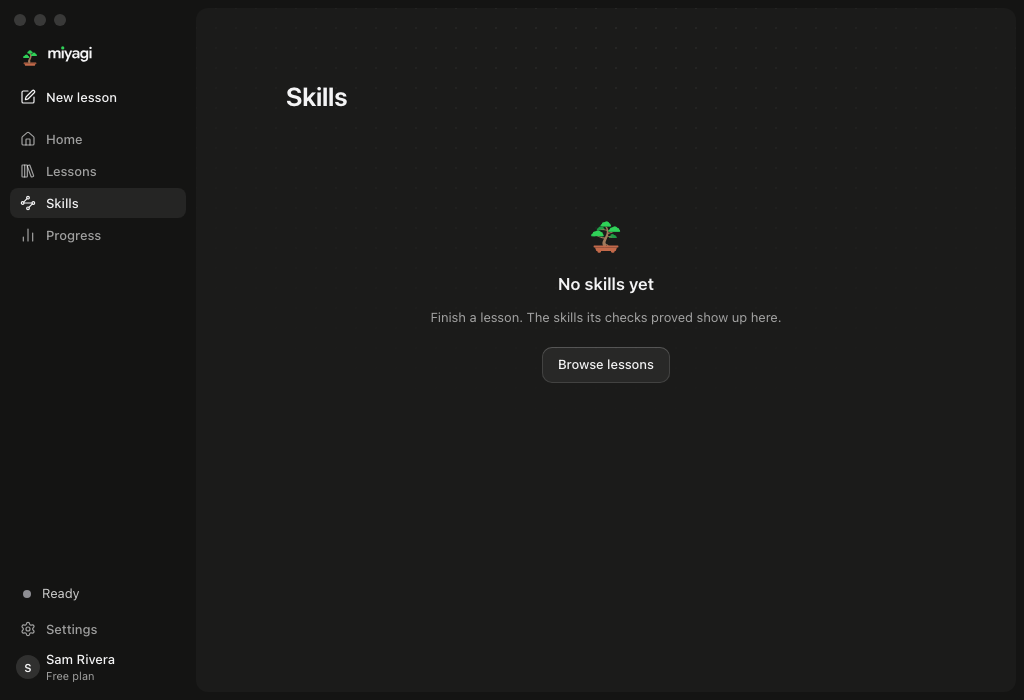 miyagi
New lesson
Home
Lessons
Skills
Progress
Ready
Settings
S
Sam Rivera
Free plan
Skills
No skills yet
Finish a lesson. The skills its checks proved show up here.
Browse lessons